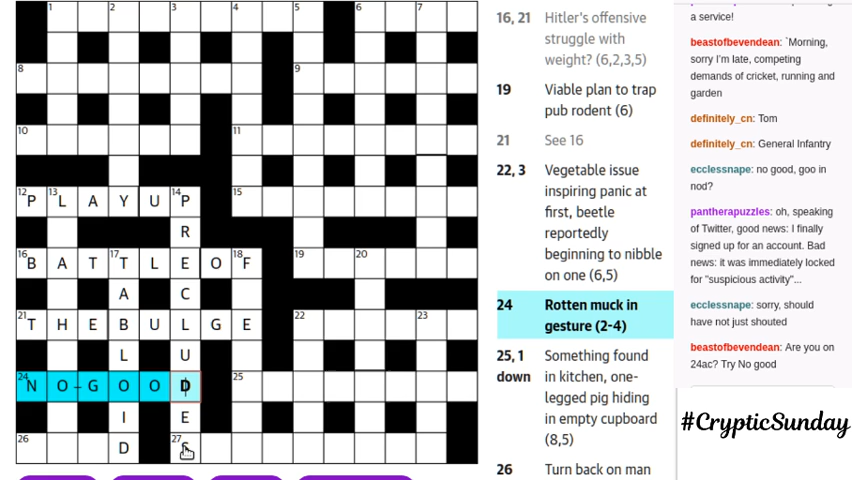 1 2 3 4 5 6 7
8 9
10 11
12 P 13 L A Y U 14 P 15
R
16 B A T 17 T L E O 18 F 19 20
A C
21 T H E B U L G E 22 23
L U
24 N O - G O O D 25
I E
26 D 27 S
16, 21 Hitler's offensive
struggle with
weight? (6,2,3,5)
19 Viable plan to trap
pub rodent (6)
21 See 16
22, 3 Vegetable issue
inspiring panic at
first, beetle
reportedly
beginning to nibble
on one (6,5)
24 Rotten muck in
gesture (2-4)
25, 1 Something found
down in kitchen, one-
legged pig hiding
in empty cupboard
(8,5)
26 Turn back on man
a service!
beastofbevendean: `Morning,
sorry I'm late, competing
demands of cricket, running and
garden
definitely_cn: Tom
definitely_cn: General Infantry
ecclessnape: no good, goo in
nod?
pantherapuzzles: oh, speaking
of Twitter, good news: I finally
signed up for an account. Bad
news: it was immediately locked
for "suspicious activity"...
ecclessnape: sorry, should
have not just shouted
beastofbevendean: Are you on
24ac? Try No good
#CrypticSunday